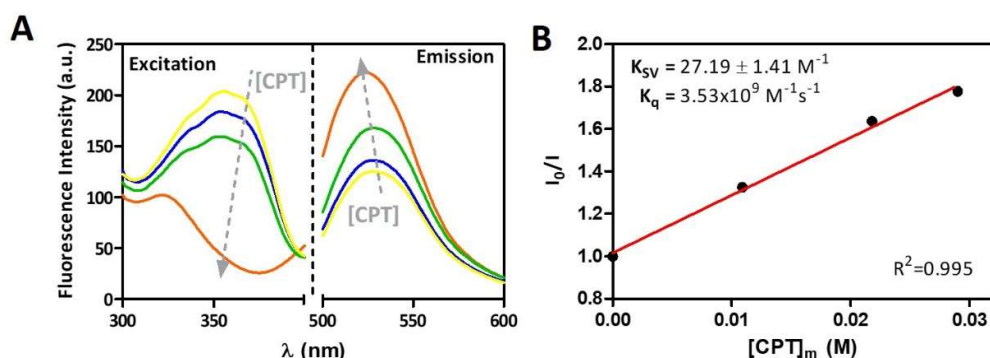 A
Fluorescence Intensity (a.u.)
250
200
150
100
50
0
Excitation
Emission
[CPT]
[CPT]
300
350
500
550
600
λ (nm)
B
I₀/I
2.0
1.8
1.6
1.4
1.2
1.0
0.8
K_SV = 27.19 ± 1.41 M⁻¹
K_q = 3.53x10⁹ M⁻¹s⁻¹
R²=0.995
0.00
0.01
0.02
0.03
[CPT]ₘ (M)